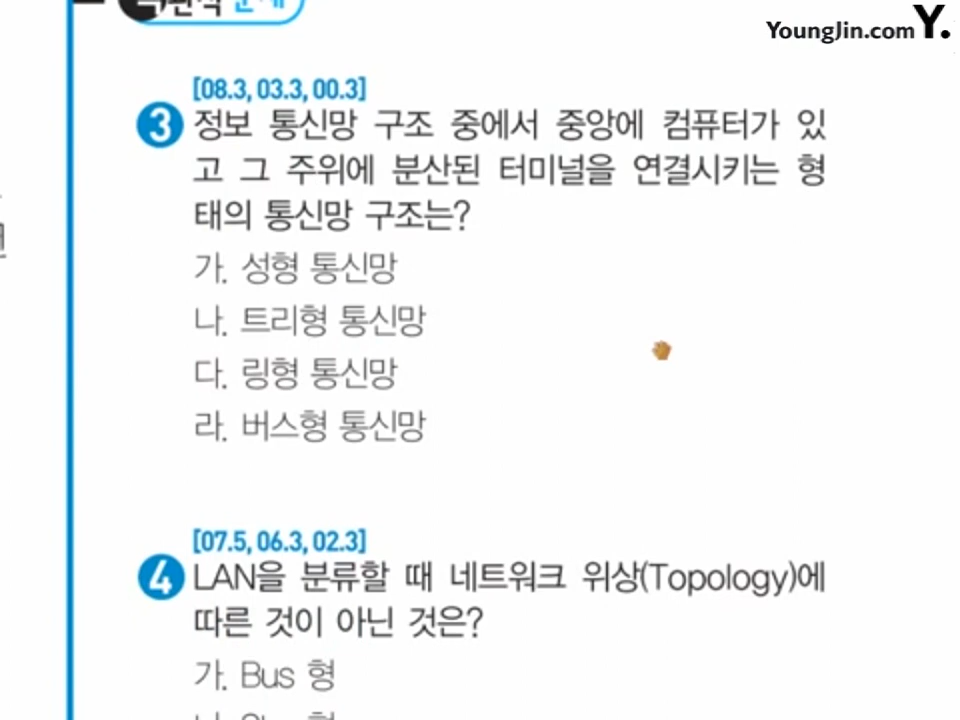 YoungJin.com Y.
[08.3, 03.3, 00.3]
3 정보 통신망 구조 중에서 중앙에 컴퓨터가 있
고 그 주위에 분산된 터미널을 연결시키는 형
태의 통신망 구조는?
가. 성형 통신망
나. 트리형 통신망
다. 링형 통신망
라. 버스형 통신망
[07.5, 06.3, 02.3]
4 LAN을 분류할 때 네트워크 위상(Topology)에
따른 것이 아닌 것은?
가. Bus 형